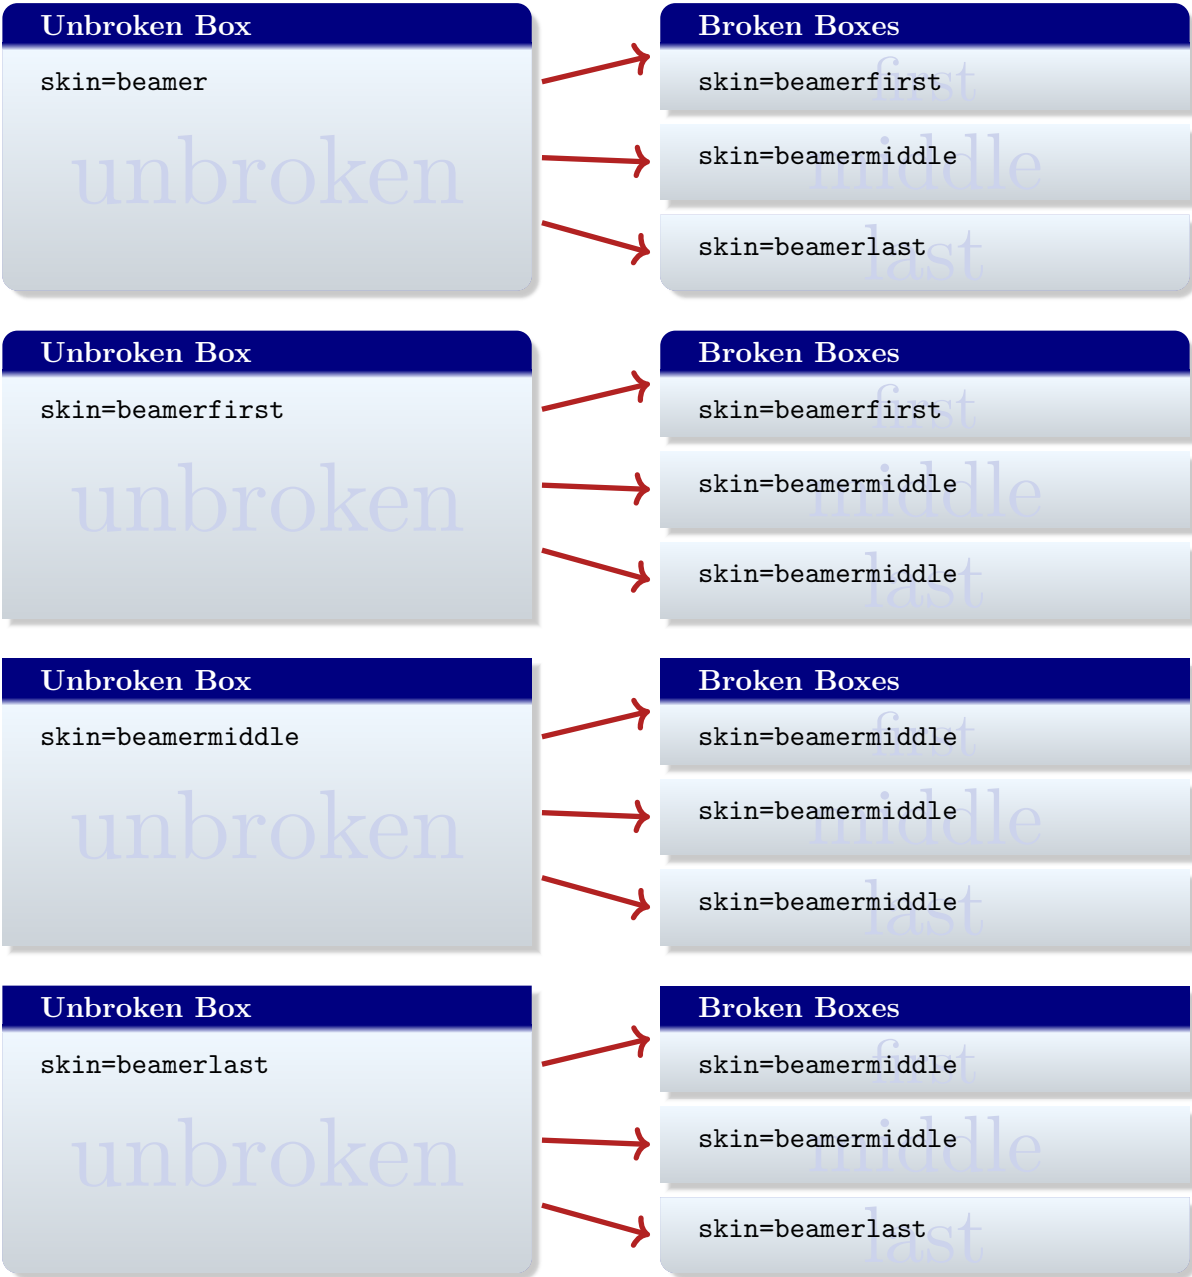 Unbroken Box
skin=beamer
unbroken
Broken Boxes
first
skin=beamerfirst
middle
skin=beamermiddle
last
skin=beamerlast
Unbroken Box
skin=beamerfirst
unbroken
Broken Boxes
first
skin=beamerfirst
middle
skin=beamermiddle
last
skin=beamermiddle
Unbroken Box
skin=beamermiddle
unbroken
Broken Boxes
first
skin=beamermiddle
middle
skin=beamermiddle
last
skin=beamermiddle
Unbroken Box
skin=beamerlast
unbroken
Broken Boxes
first
skin=beamermiddle
middle
skin=beamermiddle
last
skin=beamerlast